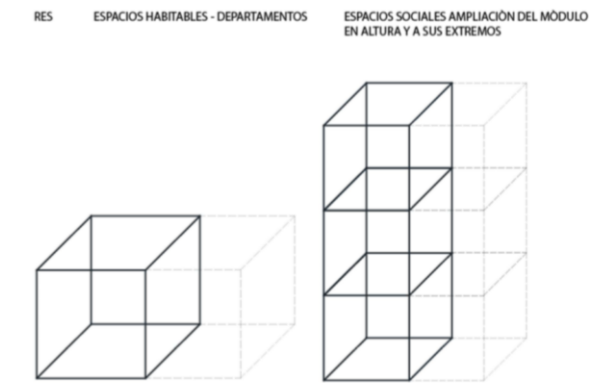 RES
ESPACIOS HABITABLES - DEPARTAMENTOS
ESPACIOS SOCIALES AMPLIACIÒN DEL MÒDULO
EN ALTURA Y A SUS EXTREMOS